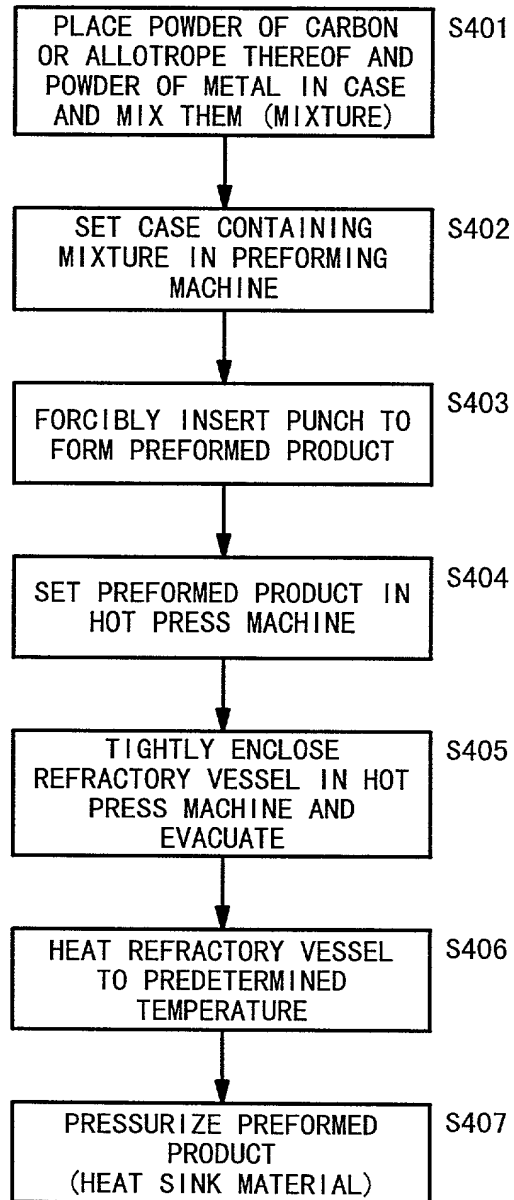 PLACE POWDER OF CARBON
OR ALLOTROPE THEREOF AND
POWDER OF METAL IN CASE
AND MIX THEM (MIXTURE)
S401
SET CASE CONTAINING
MIXTURE IN PREFORMING
MACHINE
S402
FORCIBLY INSERT PUNCH TO
FORM PREFORMED PRODUCT
S403
SET PREFORMED PRODUCT IN
HOT PRESS MACHINE
S404
TIGHTLY ENCLOSE
REFRACTORY VESSEL IN HOT
PRESS MACHINE AND
EVACUATE
S405
HEAT REFRACTORY VESSEL
TO PREDETERMINED
TEMPERATURE
S406
PRESSURIZE PREFORMED
PRODUCT
(HEAT SINK MATERIAL)
S407